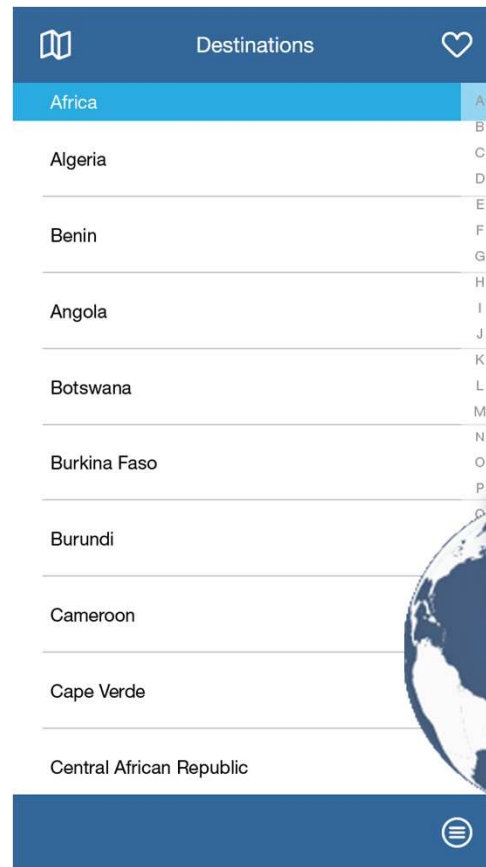 Destinations
Africa
Algeria
Benin
Angola
Botswana
Burkina Faso
Burundi
Cameroon
Cape Verde
Central African Republic
A
B
C
D
E
F
G
H
I
J
K
L
M
N
O
P
Q